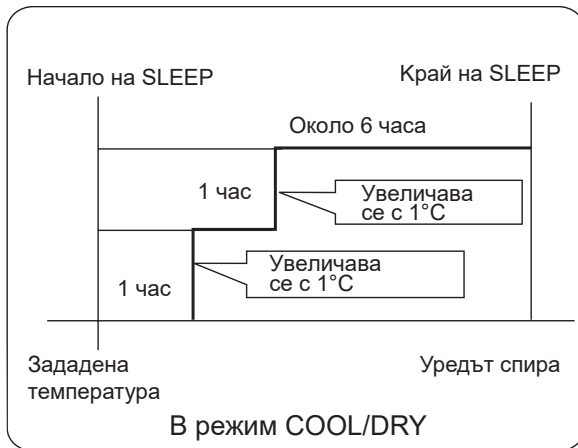 Начало на SLEEP
Край на SLEEP
Около 6 часа
1 час
Увеличава
се с 1°C
1 час
Увеличава
се с 1°C
Зададена
температура
Уредът спира
В режим COOL/DRY